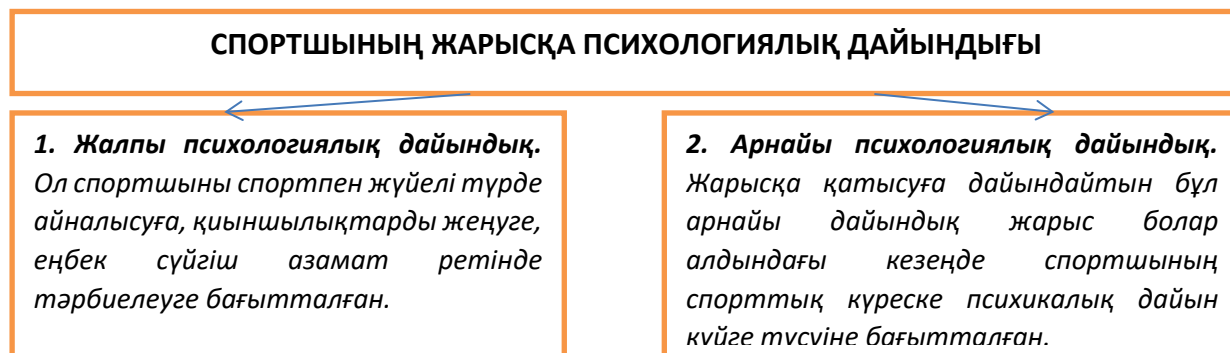 СПОРТШЫНЫҢ ЖАРЫСҚА ПСИХОЛОГИЯЛЫҚ ДАЙЫНДЫҒЫ
1. Жалпы психологиялық дайындық.
Ол спортшыны спортпен жүйелі түрде
айналысуға, қиыншылықтарды жеңуге,
еңбек сүйгіш азамат ретінде
тәрбиелеуге бағытталған.
2. Арнайы психологиялық дайындық.
Жарысқа қатысуға дайындайтын бұл
арнайы дайындық жарыс болар
алдындағы кезеңде спортшының
спорттық күреске психикалық дайын
күйге түсуіне бағытталған.